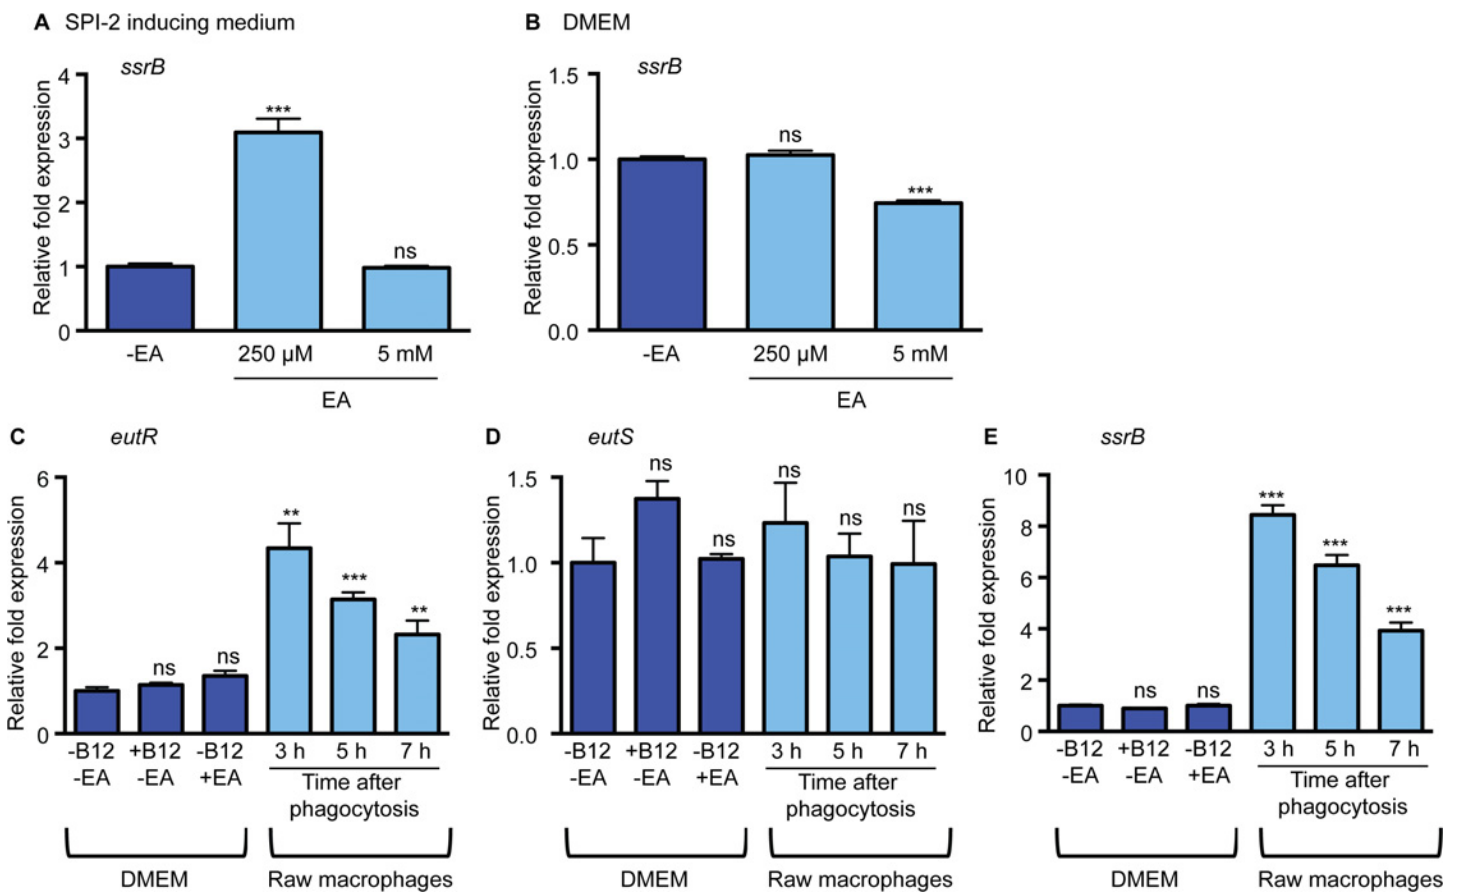 A SPI-2 inducing medium
ssrB
Relative fold expression
4
3
2
1
0
***
ns
-EA
250 µM
5 mM
EA
B DMEM
ssrB
Relative fold expression
1.5
1.0
0.5
0.0
ns
***
-EA
250 µM
5 mM
EA
C eutR
Relative fold expression
6
4
2
0
ns
ns
**
***
**
-B12 +B12 -B12 3 h 5 h 7 h
-EA -EA +EA
Time after
phagocytosis
DMEM Raw macrophages
D eutS
Relative fold expression
1.5
1.0
0.5
0.0
ns
ns
ns
ns
ns
-B12 +B12 -B12 3 h 5 h 7 h
-EA -EA +EA
Time after
phagocytosis
DMEM Raw macrophages
E ssrB
Relative fold expression
10
8
6
4
2
0
ns
ns
***
***
***
-B12 +B12 -B12 3 h 5 h 7 h
-EA -EA +EA
Time after
phagocytosis
DMEM Raw macrophages